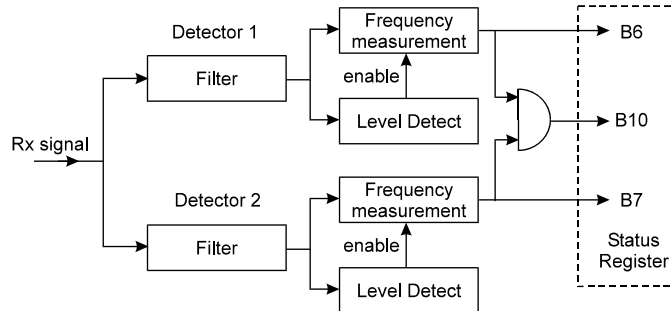 Detector 1
Filter
Frequency
measurement
enable
Level Detect
B6
B10
Rx signal
Detector 2
Filter
Frequency
measurement
enable
Level Detect
B7
Status
Register